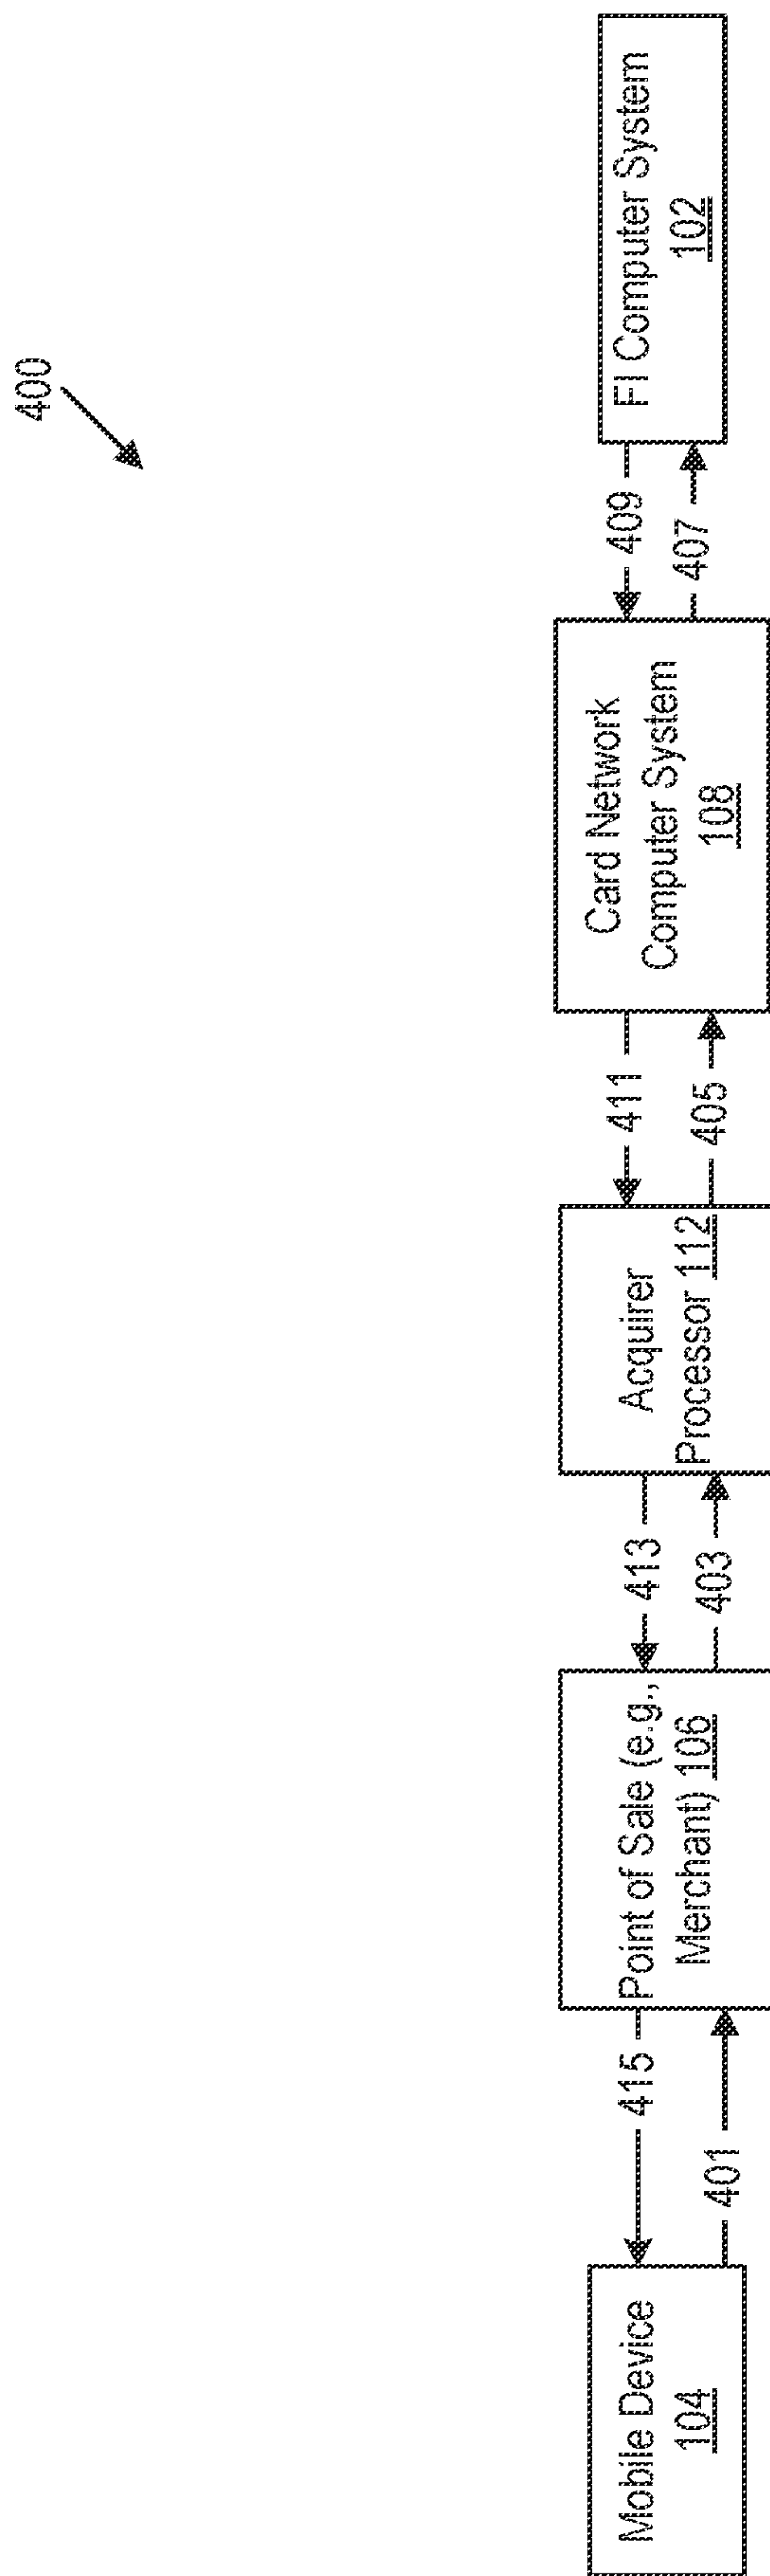 400
Mobile Device
104
415
401
Point of Sale (e.g.,
Merchant) 106
413
403
Acquirer
Processor 112
411
405
Card Network
Computer System
108
409
407
FI Computer System
102